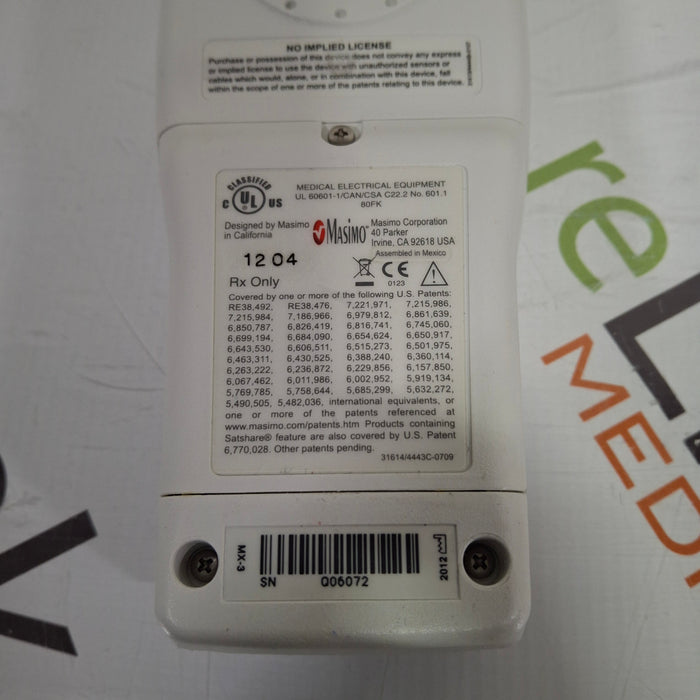 NO IMPLIED LICENSE
Purchase or possession of this device does not convey any express
or implied license to use the device with unauthorized sensors or
cables which would, alone, or in combination with this device, fall
within the scope of one or more of the patents relating to this device.
CLASSIFIED
C UL US
MEDICAL ELECTRICAL EQUIPMENT
UL 60601-1/CAN/CSA C22.2 No. 601.1
80FK
Designed by Masimo
in California
Masimo
Masimo Corporation
40 Parker
Irvine, CA 92618 USA
Assembled in Mexico
12 04
CE
0123
Rx Only
Covered by one or more of the following U.S. Patents:
RE38,492, RE38,476, 7,221,971, 7,215,986,
7,215,984, 7,186,966, 6,979,812, 6,861,639,
6,850,787, 6,826,419, 6,816,741, 6,745,060,
6,699,194, 6,684,090, 6,654,624, 6,650,917,
6,643,530, 6,606,511, 6,515,273, 6,501,975,
6,463,311, 6,430,525, 6,388,240, 6,360,114,
6,263,222, 6,236,872, 6,229,856, 6,157,850,
6,067,462, 6,011,986, 6,002,952, 5,919,134,
5,769,785, 5,758,644, 5,685,299, 5,632,272,
5,490,505, 5,482,036, international equivalents, or
one or more of the patents referenced at
www.masimo.com/patents.htm Products containing
Satshare® feature are also covered by U.S. Patent
6,770,028. Other patents pending.
31614/4443C-0709
MX-3
SN
Q06072
2012
re
MEDI